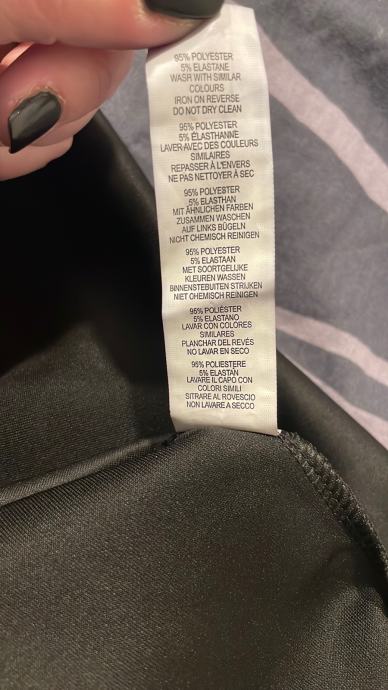 95% POLYESTER
5% ELASTANE
WASH WITH SIMILAR
COLOURS
IRON ON REVERSE
DO NOT DRY CLEAN
95% POLYESTER
5% ÉLASTHANNE
LAVER AVEC DES COULEURS
SIMILAIRES
REPASSER À L'ENVERS
NE PAS NETTOYER À SEC
95% POLYESTER
5% ELASTHAN
MIT ÄHNLICHEN FARBEN
ZUSAMMEN WASCHEN
AUF LINKS BÜGELN
NICHT CHEMISCH REINIGEN
95% POLYESTER
5% ELASTAAN
MET SOORTGELIJKE
KLEUREN WASSEN
BINNENSTEBUITEN STRIJKEN
NIET CHEMISCH REINIGEN
95% POLIÉSTER
5% ELASTANO
LAVAR CON COLORES
SIMILARES
PLANCHAR DEL REVÉS
NO LAVAR EN SECO
95% POLIESTERE
5% ELASTAN
LAVARE IL CAPO CON
COLORI SIMILI
SITRARE AL ROVESCIO
NON LAVARE A SECCO